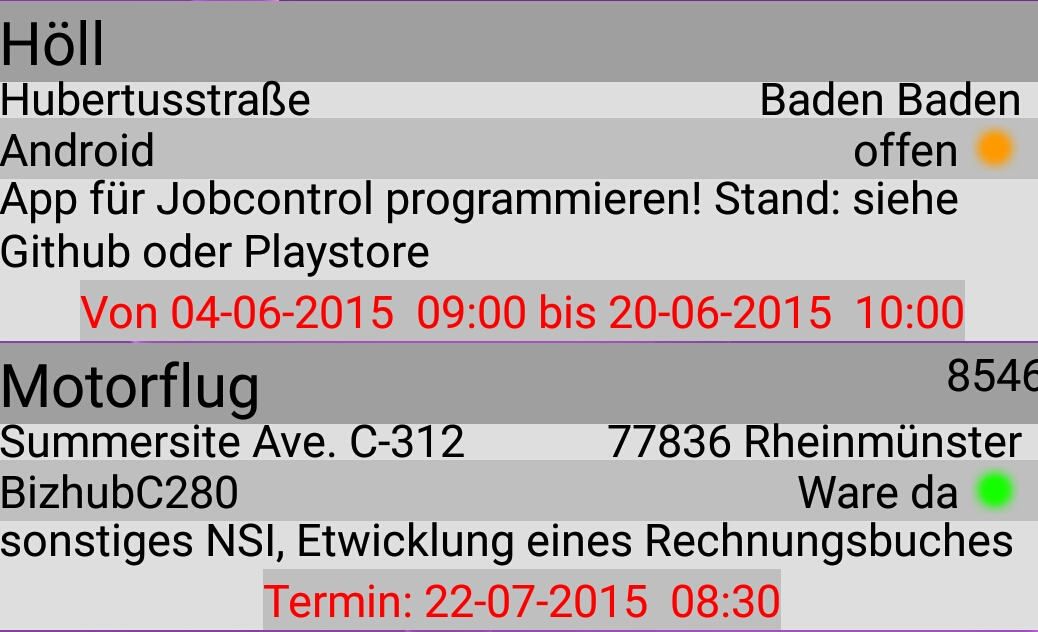 Höll
Hubertusstraße Baden Baden
Android offen
App für Jobcontrol programmieren! Stand: siehe
Github oder Playstore
Von 04-06-2015 09:00 bis 20-06-2015 10:00
Motorflug 8546
Summersite Ave. C-312 77836 Rheinmünster
BizhubC280 Ware da
sonstiges NSI, Etwicklung eines Rechnungsbuches
Termin: 22-07-2015 08:30